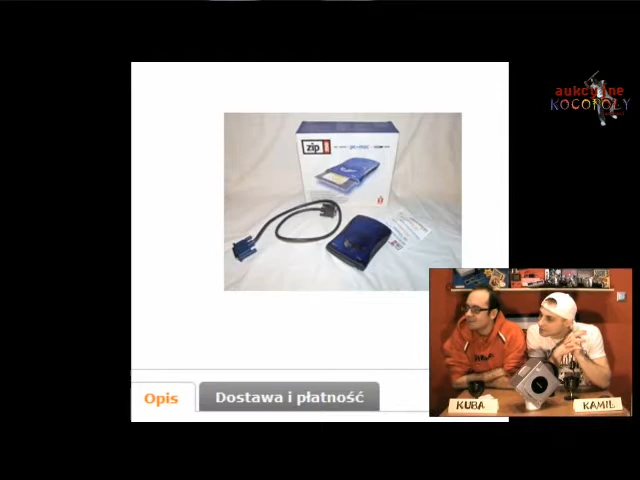 aukcyjne
KOCOPOŁY
zip
Opis
Dostawa i płatność
KUBA
KAMIL